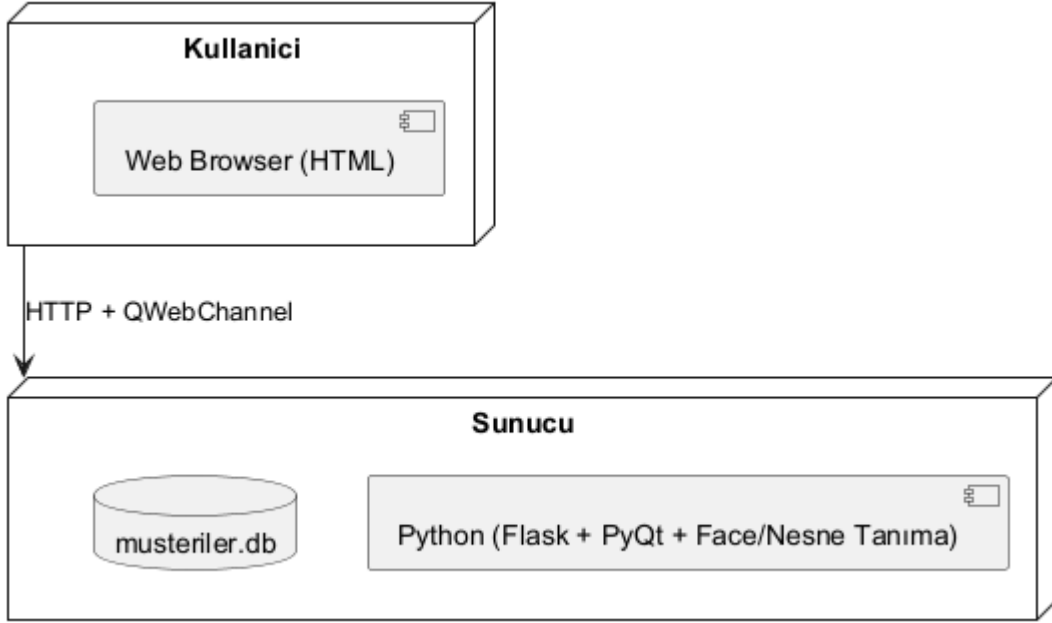 Kullanici
Web Browser (HTML)
HTTP + QWebChannel
Sunucu
musteriler.db
Python (Flask + PyQt + Face/Nesne Tanıma)